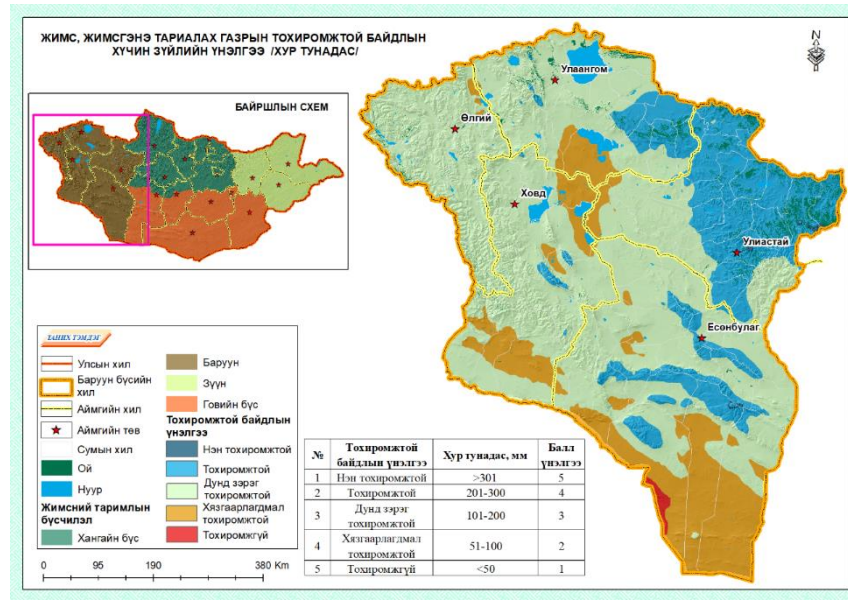 ЖИМС, ЖИМСГЭНЭ ТАРИАЛАХ ГАЗРЫН ТОХИРОМЖТОЙ БАЙДЛЫН
ХҮЧИН ЗҮЙЛИЙН ҮНЭЛГЭЭ /ХУР ТУНАДАС/
БАЙРШЛЫН СХЕМ
N
Улаангом
Өлгий
Ховд
Улиастай
Есөнбулаг
ТАНИХ ТЭМДЭГ
Улсын хил
Баруун бүсийн
хил
Аймгийн хил
Аймгийн төв
Сумын хил
Ой
Нуур
Жимсний таримлын
бүсчилэл
Хангайн бүс
Баруун
Зүүн
Говийн бүс
Тохиромжтой байдлын
үнэлгээ
Нэн тохиромжтой
Тохиромжтой
Дунд зэрэг
тохиромжтой
Хязгаарлагдмал
тохиромжтой
Тохиромжгүй
0 95 190 380 Km
№ Тохиромжтой байдлын үнэлгээ Хур тунадас, мм Балл үнэлгээ
1 Нэн тохиромжтой >301 5
2 Тохиромжтой 201-300 4
3 Дунд зэрэг тохиромжтой 101-200 3
4 Хязгаарлагдмал тохиромжтой 51-100 2
5 Тохиромжгүй <50 1